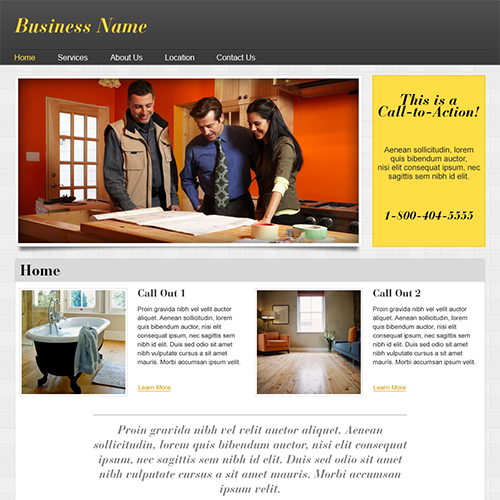 Business Name
Home Services About Us Location Contact Us
This is a
Call-to-Action!
Aenean sollicitudin, lorem
quis bibendum auctor,
nisi elit consequat ipsum, nec
sagittis sem nibh id elit.
1-800-404-5555
Home
Call Out 1
Proin gravida nibh vel velit auctor
aliquet. Aenean sollicitudin, lorem
quis bibendum auctor, nisi elit
consequat ipsum, nec sagittis sem
nibh id elit. Duis sed odio sit amet
nibh vulputate cursus a sit amet
mauris. Morbi accumsan ipsum velit.
Learn More
Call Out 2
Proin gravida nibh vel velit auctor
aliquet. Aenean sollicitudin, lorem
quis bibendum auctor, nisi elit
consequat ipsum, nec sagittis sem
nibh id elit. Duis sed odio sit amet
nibh vulputate cursus a sit amet
mauris. Morbi accumsan ipsum velit.
Learn More
Proin gravida nibh vel velit auctor aliquet. Aenean
sollicitudin, lorem quis bibendum auctor, nisi elit consequat
ipsum, nec sagittis sem nibh id elit. Duis sed odio sit amet
nibh vulputate cursus a sit amet mauris. Morbi accumsan
ipsum velit.